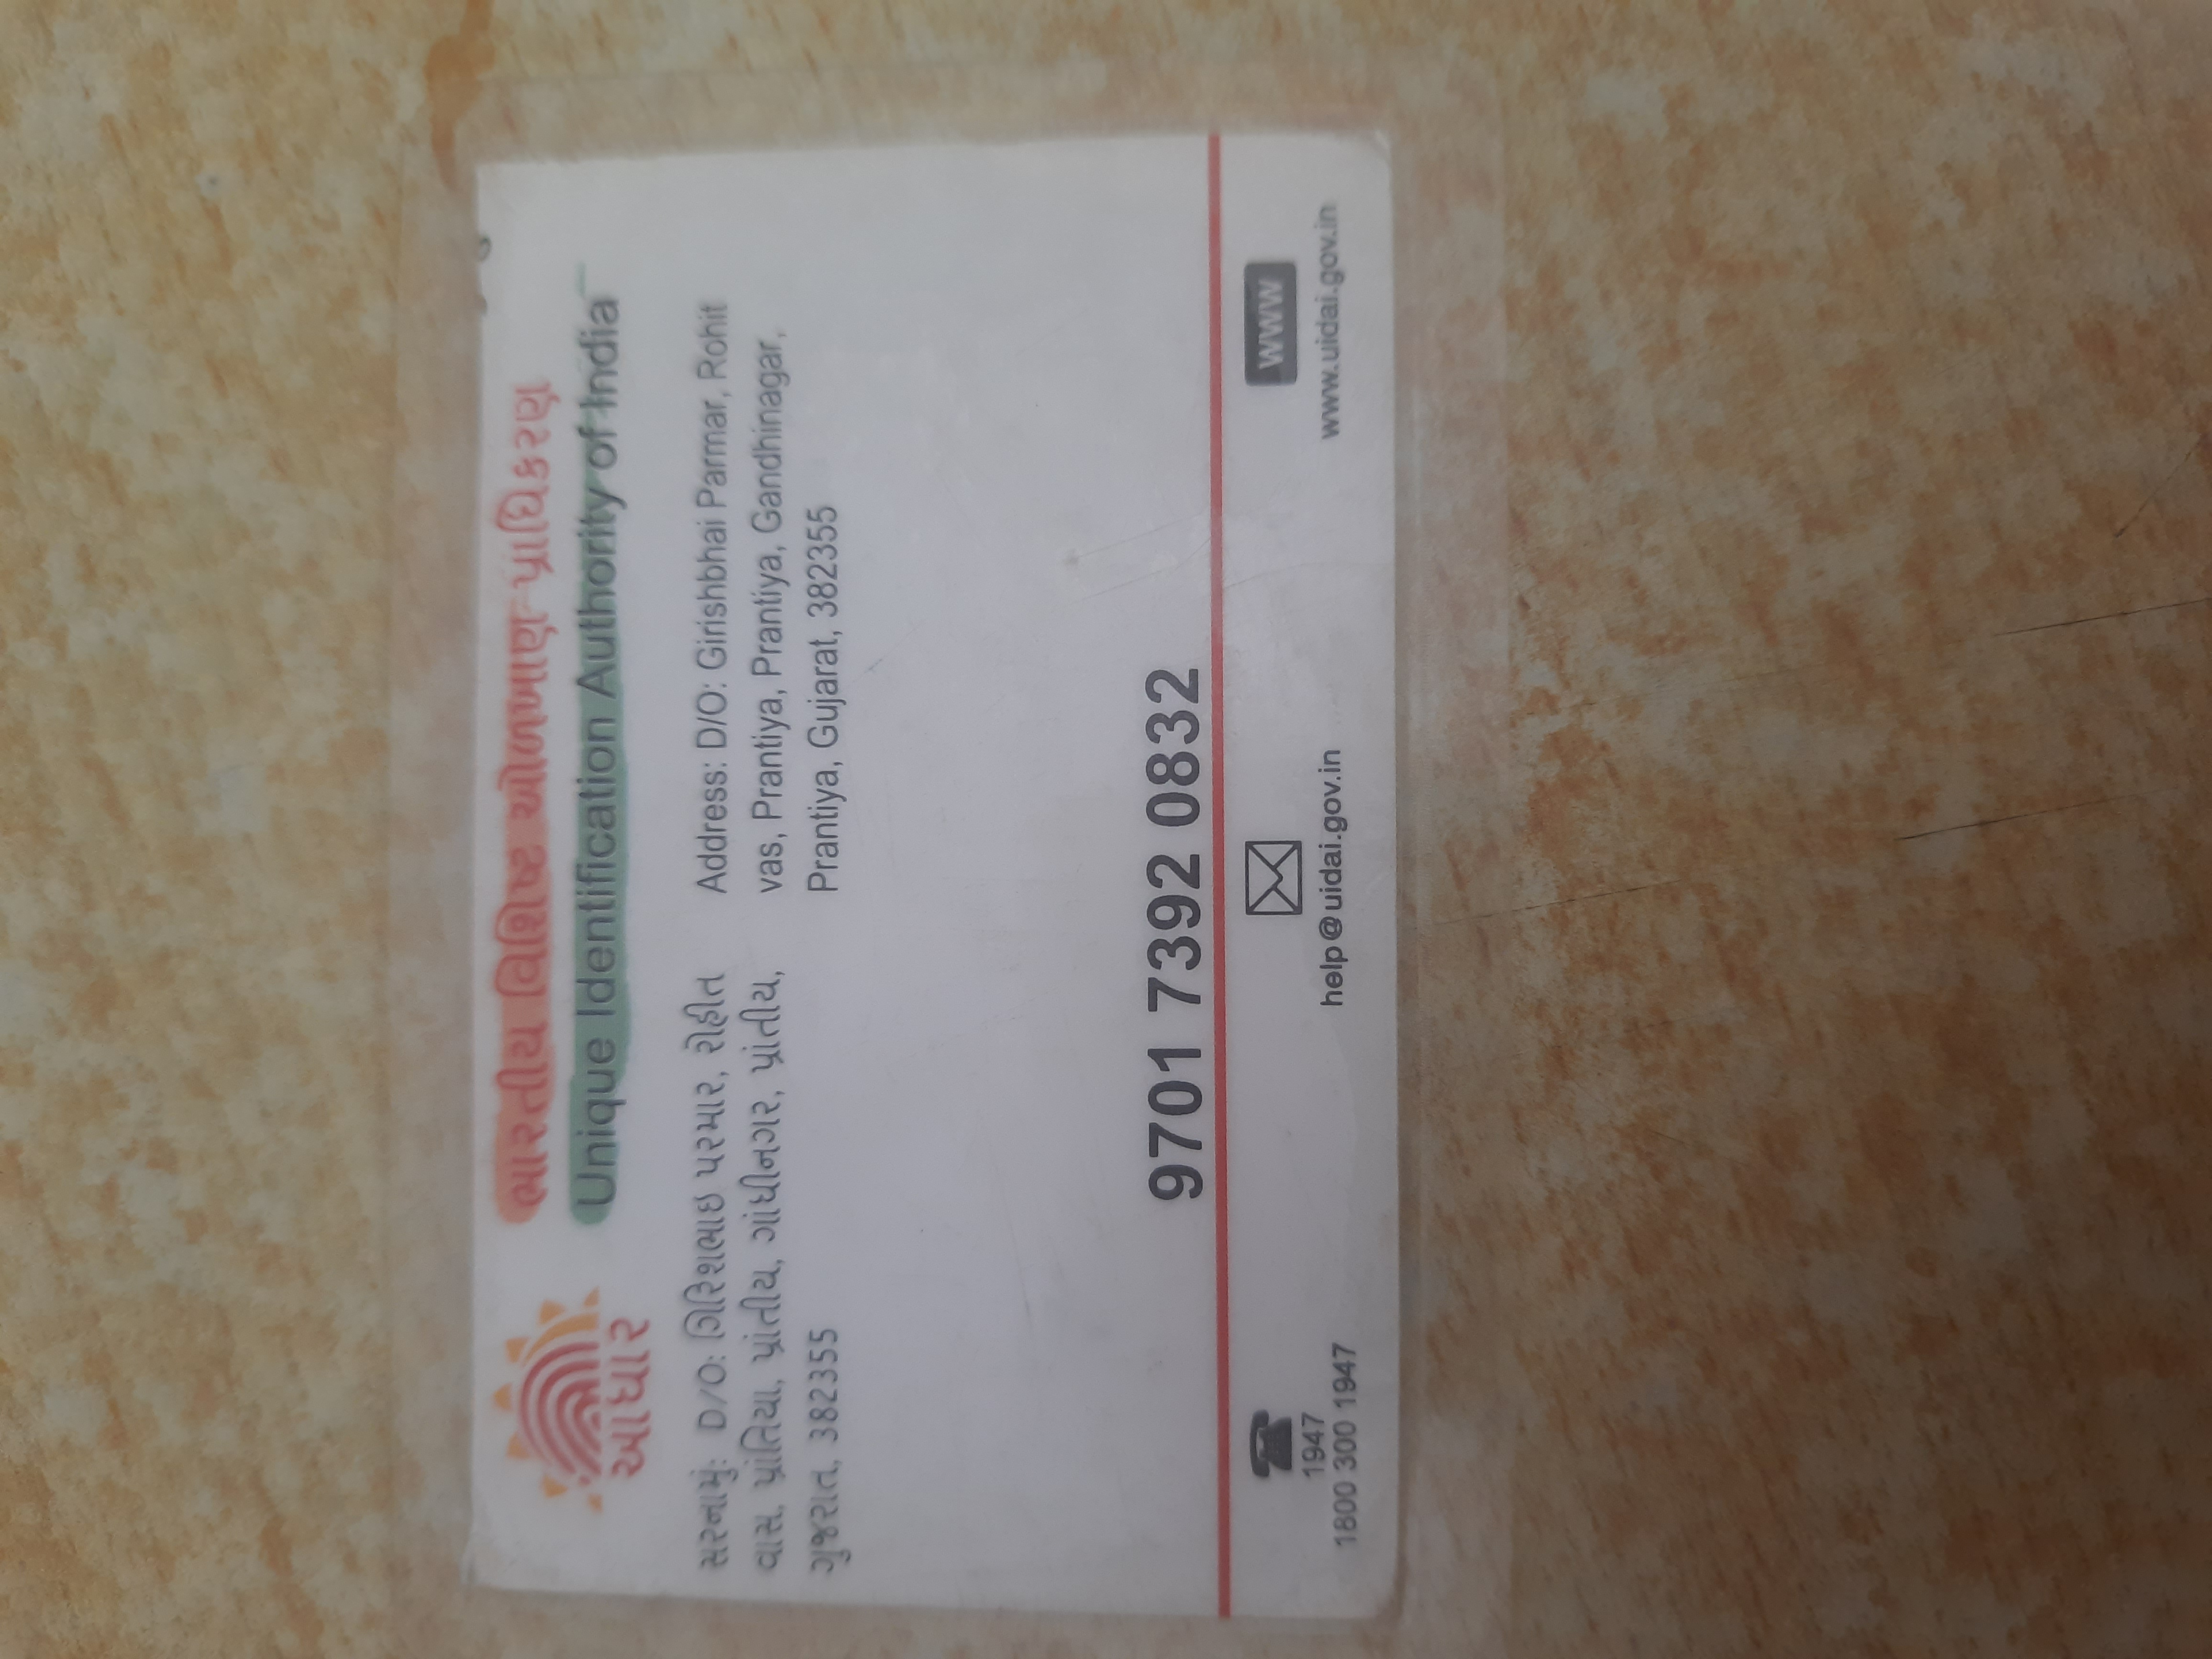 આધાર
ભારતીય વિશિષ્ટ ઓળખાણ પ્રાધિકરણ
Unique Identification Authority of India
સરનામું: D/O: ગિરિશભાઇ પરમાર, રોહીત
વાસ, પ્રાંતિયા, પ્રાંતીય, ગાંધીનગર, પ્રાંતીય,
ગુજરાત, 382355
Address: D/O: Girishbhai Parmar, Rohit
vas, Prantiya, Prantiya, Gandhinagar,
Prantiya, Gujarat, 382355
9701 7392 0832
1947
1800 300 1947
help@uidai.gov.in
www
www.uidai.gov.in